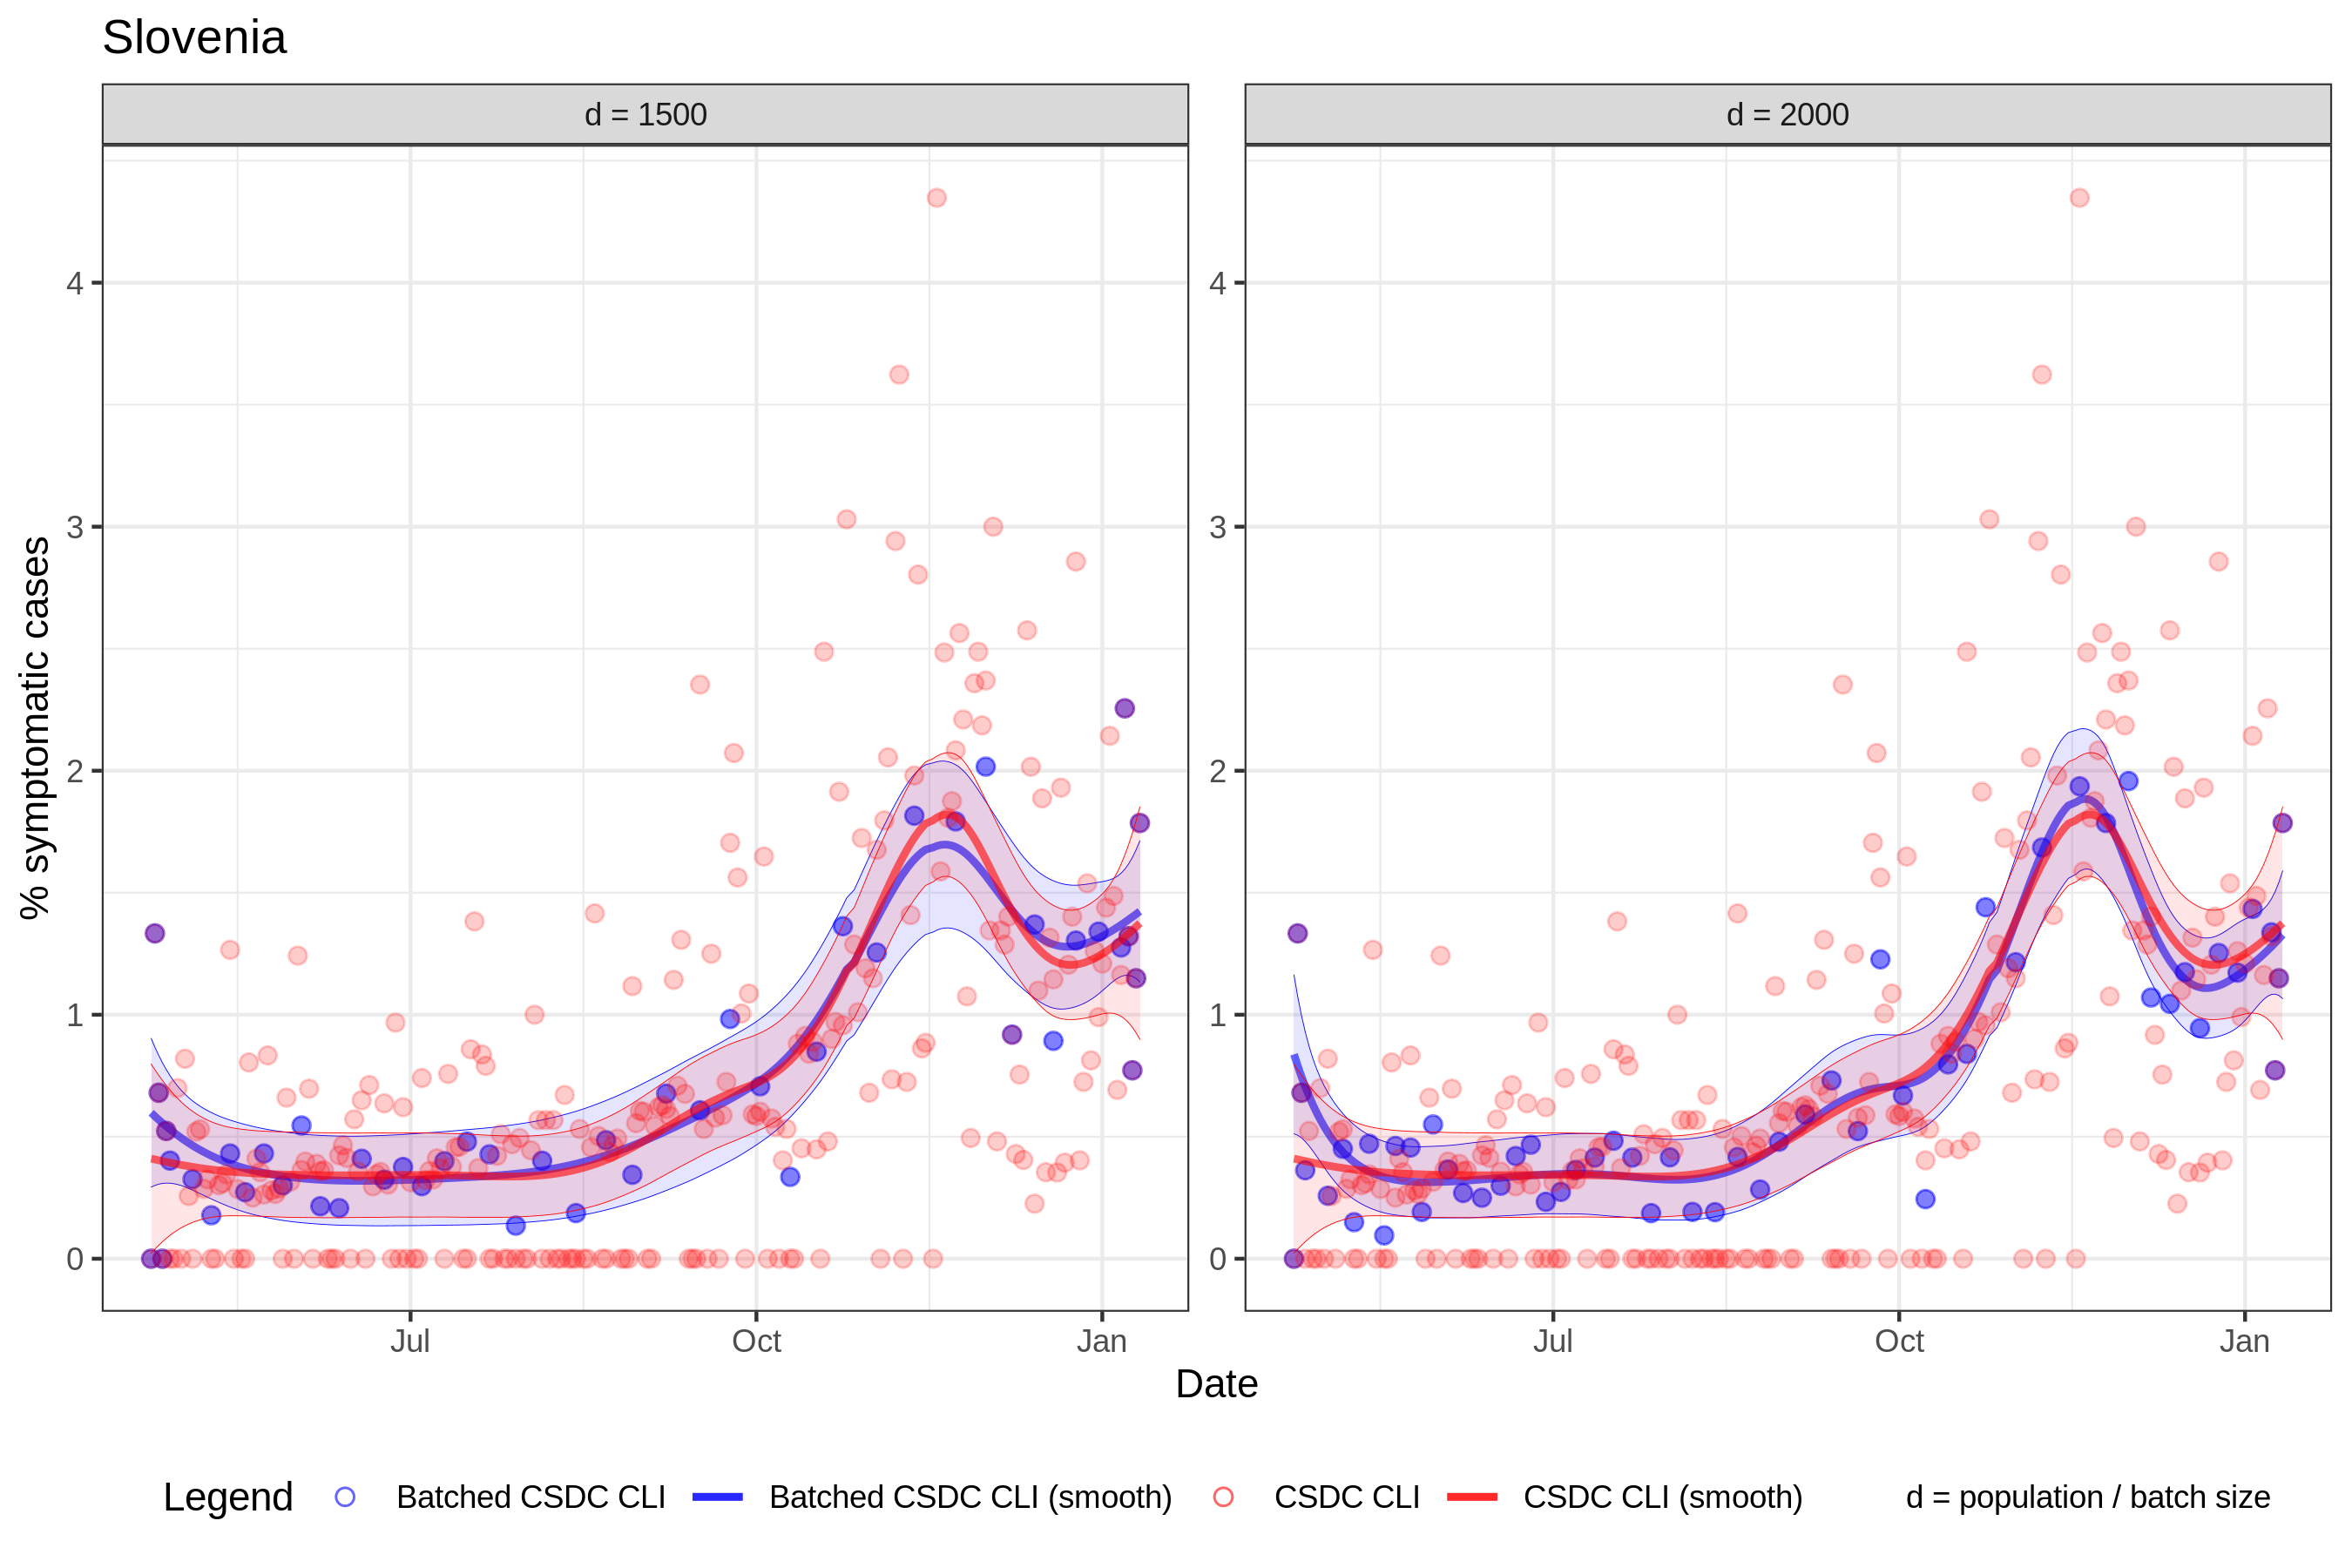 Slovenia
d = 1500
d = 2000
% symptomatic cases
4
3
2
1
0
4
3
2
1
0
Jul
Oct
Jan
Jul
Oct
Jan
Date
Legend
Batched CSDC CLI
Batched CSDC CLI (smooth)
CSDC CLI
CSDC CLI (smooth)
d = population / batch size